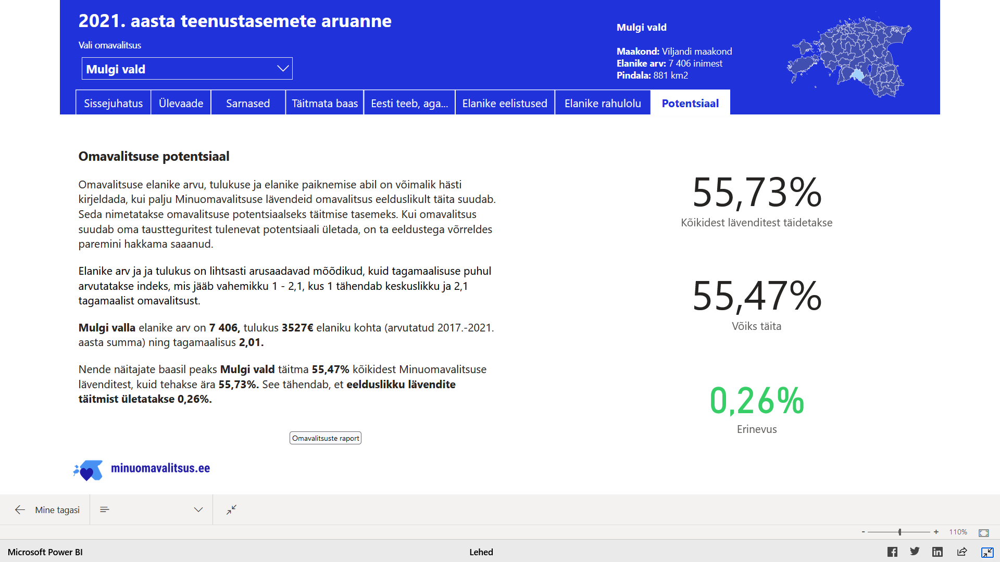 2021. aasta teenustasemete aruanne
Vali omavalitsus
Mulgi vald
Mulgi vald
Maakond: Viljandi maakond
Elanike arv: 7 406 inimest
Pindala: 881 km2
Sissejuhatus
Ülevaade
Sarnased
Täitmata baas
Eesti teeb, aga...
Elanike eelistused
Elanike rahulolu
Potentsiaal
Omavalitsuse potentsiaal
Omavalitsuse elanike arvu, tulukuse ja elanike paiknemise abil on võimalik hästi
kirjeldada, kui palju Minuomavalitsuse lävendeid omavalitsus eelduslikult täita suudab.
Seda nimetatakse omavalitsuse potentsiaalseks täitmise tasemeks. Kui omavalitsus
suudab oma taustteguritest tulenevat potentsiaali ületada, on ta eeldustega võrreldes
paremini hakkama saaanud.
Elanike arv ja ja tulukus on lihtsasti arusaadavad mõõdikud, kuid tagamaalisuse puhul
arvutatakse indeks, mis jääb vahemikku 1 - 2,1, kus 1 tähendab keskuslikku ja 2,1
tagamaalist omavalitsust.
Mulgi valla elanike arv on 7 406, tulukus 3527€ elaniku kohta (arvutatud 2017.-2021.
aasta summa) ning tagamaalisus 2,01.
Nende näitajate baasil peaks Mulgi vald täitma 55,47% kõikidest Minuomavalitsuse
lävenditest, kuid tehakse ära 55,73%. See tähendab, et eelduslikku lävendite
täitmist ületatakse 0,26%.
55,73%
Kõikidest lävenditest täidetakse
55,47%
Võiks täita
0,26%
Erinevus
Omavalitsuste raport
minuomavalitsus.ee
Mine tagasi
- + 110%
Microsoft Power BI
Lehed